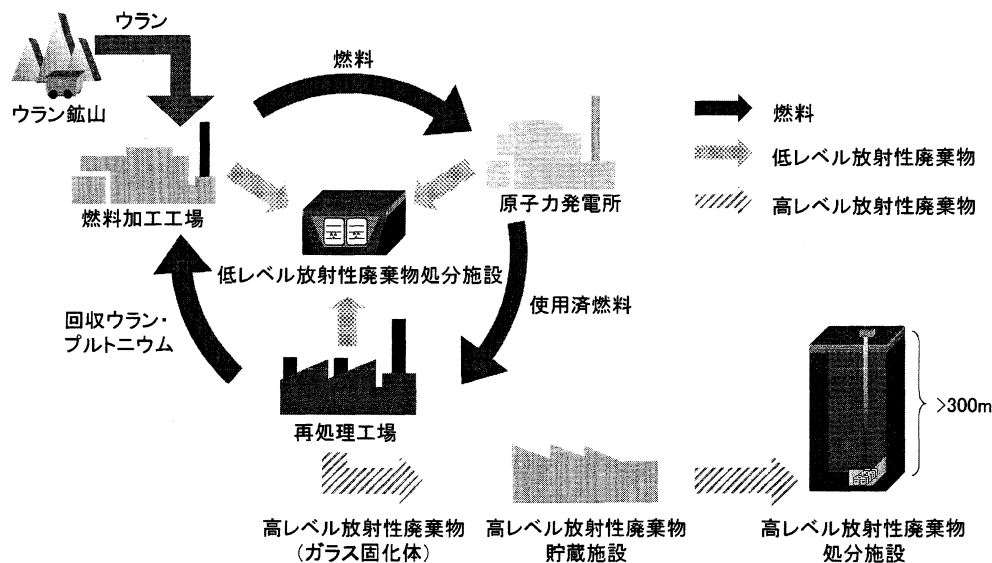 ウラン
ウラン鉱山
燃料
燃料加工工場
原子力発電所
燃料
低レベル放射性廃棄物
高レベル放射性廃棄物
低レベル放射性廃棄物処分施設
使用済燃料
回収ウラン・
プルトニウム
再処理工場
>300m
高レベル放射性廃棄物
(ガラス固化体)
高レベル放射性廃棄物
貯蔵施設
高レベル放射性廃棄物
処分施設